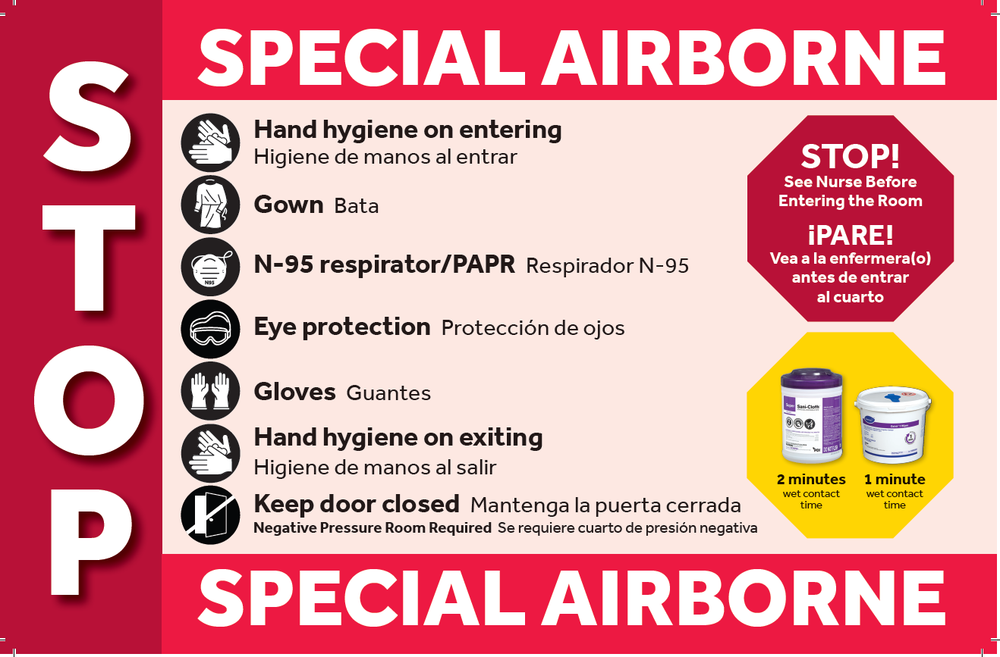 STOP
SPECIAL AIRBORNE
Hand hygiene on entering
Higiene de manos al entrar
Gown Bata
N95
N-95 respirator/PAPR Respirador N-95
Eye protection Protección de ojos
Gloves Guantes
Hand hygiene on exiting
Higiene de manos al salir
Keep door closed Mantenga la puerta cerrada
Negative Pressure Room Required Se requiere cuarto de presión negativa
STOP!
See Nurse Before
Entering the Room
¡PARE!
Vea a la enfermera(o)
antes de entrar
al cuarto
Super Sani-Cloth
PDI DO NOT FLUSH
2 minutes
wet contact
time
1 minute
wet contact
time
SPECIAL AIRBORNE